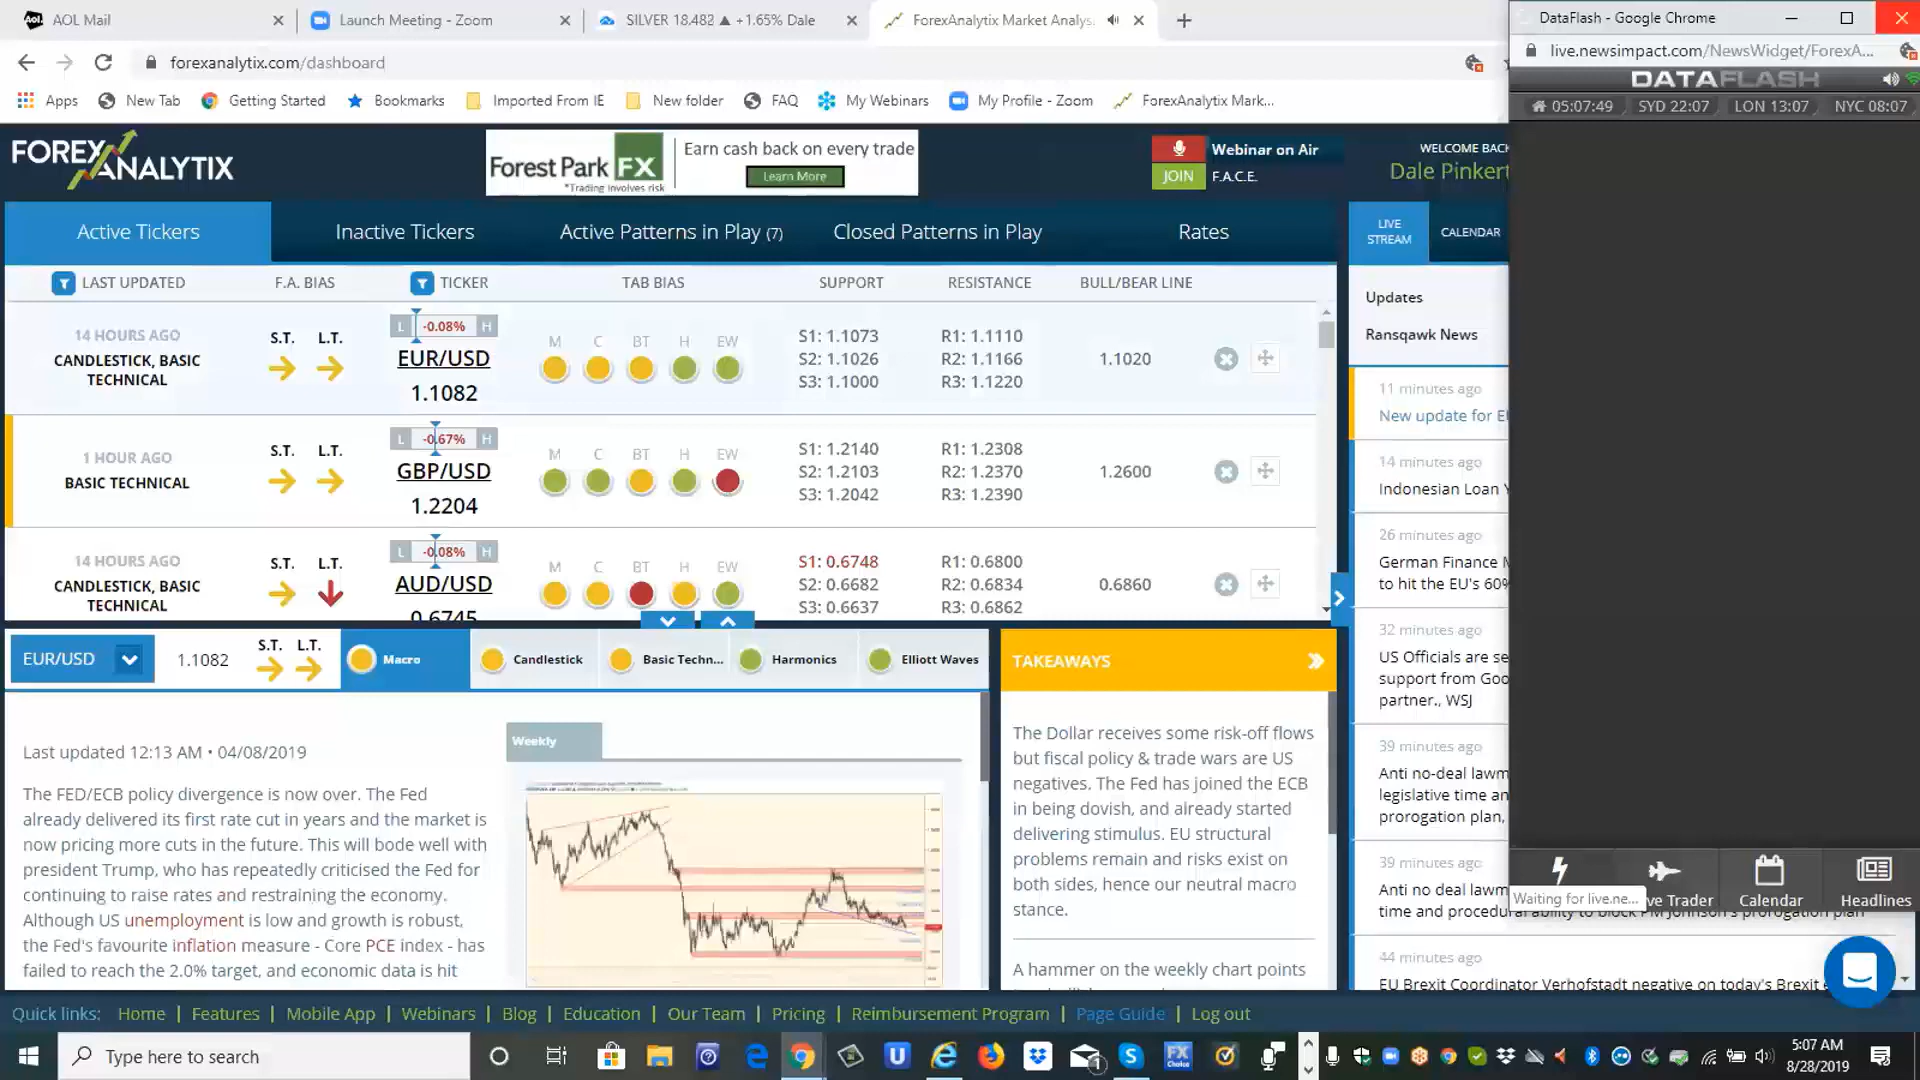 AOL Mail
Launch Meeting - Zoom
SILVER 18.482 ▲ +1.65% Dale
ForexAnalytix Market Analys.
DataFlash - Google Chrome
forexanalytix.com/dashboard
live.newsimpact.com/NewsWidget/ForexA...
Apps
New Tab
Getting Started
Bookmarks
Imported From IE
New folder
FAQ
My Webinars
My Profile - Zoom
ForexAnalytix Mark...
DATAFLASH
05:07:49
SYD 22:07
LON 13:07
NYC 08:07
FOREX ANALYTIX
Forest Park FX
*Trading involves risk
Earn cash back on every trade
Learn More
Webinar on Air
JOIN
F.A.C.E.
WELCOME BACK
Dale Pinkert
Active Tickers
Inactive Tickers
Active Patterns in Play (7)
Closed Patterns in Play
Rates
LIVE STREAM
CALENDAR
LAST UPDATED
F.A. BIAS
TICKER
TAB BIAS
SUPPORT
RESISTANCE
BULL/BEAR LINE
14 HOURS AGO
CANDLESTICK, BASIC
TECHNICAL
S.T. L.T.
L -0.08% H
EUR/USD
1.1082
M C BT H EW
S1: 1.1073
S2: 1.1026
S3: 1.1000
R1: 1.1110
R2: 1.1166
R3: 1.1220
1.1020
1 HOUR AGO
BASIC TECHNICAL
S.T. L.T.
L -0.67% H
GBP/USD
1.2204
M C BT H EW
S1: 1.2140
S2: 1.2103
S3: 1.2042
R1: 1.2308
R2: 1.2370
R3: 1.2390
1.2600
14 HOURS AGO
CANDLESTICK, BASIC
TECHNICAL
S.T. L.T.
L -0.08% H
AUD/USD
0.6745
M C BT H EW
S1: 0.6748
S2: 0.6682
S3: 0.6637
R1: 0.6800
R2: 0.6834
R3: 0.6862
0.6860
Updates
Ransqawk News
11 minutes ago
New update for E
14 minutes ago
Indonesian Loan
26 minutes ago
German Finance M
to hit the EU's 60%
32 minutes ago
US Officials are se
support from Goo
partner., WSJ
39 minutes ago
Anti no-deal lawm
legislative time an
prorogation plan,
39 minutes ago
Anti no deal lawm
time and procedural ability to block PM Johnson's prorogation plan
44 minutes ago
EU Brexit Coordinator Verhofstadt negative on today's Brexit
EUR/USD
1.1082
S.T. L.T.
Macro
Candlestick
Basic Techn...
Harmonics
Elliott Waves
TAKEAWAYS
Last updated 12:13 AM • 04/08/2019
The FED/ECB policy divergence is now over. The Fed
already delivered its first rate cut in years and the market is
now pricing more cuts in the future. This will bode well with
president Trump, who has repeatedly criticised the Fed for
continuing to raise rates and restraining the economy.
Although US unemployment is low and growth is robust,
the Fed's favourite inflation measure - Core PCE index - has
failed to reach the 2.0% target, and economic data is hit
Weekly
The Dollar receives some risk-off flows
but fiscal policy & trade wars are US
negatives. The Fed has joined the ECB
in being dovish, and already started
delivering stimulus. EU structural
problems remain and risks exist on
both sides, hence our neutral macro
stance.
A hammer on the weekly chart points
Waiting for live.ne...
ve Trader
Calendar
Headlines
Quick links: Home | Features | Mobile App | Webinars | Blog | Education | Our Team | Pricing | Reimbursement Program | Page Guide | Log out
Type here to search
FX Choice
1
5:07 AM
8/28/2019